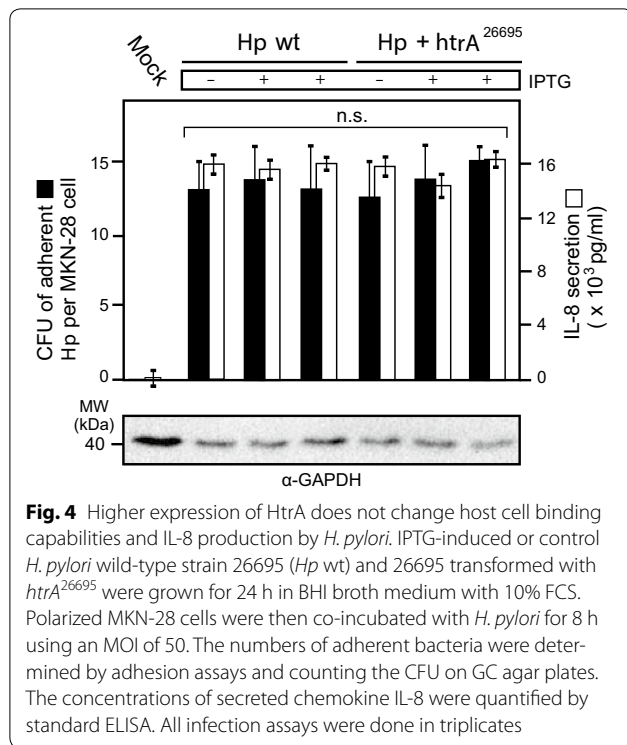 Mock
Hp wt Hp + htrA²⁶⁶⁹⁵
– + + – + + IPTG
n.s.
CFU of adherent ■
Hp per MKN-28 cell
15
10
5
0
16
12
8
4
0
IL-8 secretion □
( x 10³ pg/ml)
MW
(kDa)
40
α-GAPDH
Fig. 4 Higher expression of HtrA does not change host cell binding
capabilities and IL-8 production by H. pylori. IPTG-induced or control
H. pylori wild-type strain 26695 (Hp wt) and 26695 transformed with
htrA²⁶⁶⁹⁵ were grown for 24 h in BHI broth medium with 10% FCS.
Polarized MKN-28 cells were then co-incubated with H. pylori for 8 h
using an MOI of 50. The numbers of adherent bacteria were deter-
mined by adhesion assays and counting the CFU on GC agar plates.
The concentrations of secreted chemokine IL-8 were quantified by
standard ELISA. All infection assays were done in triplicates